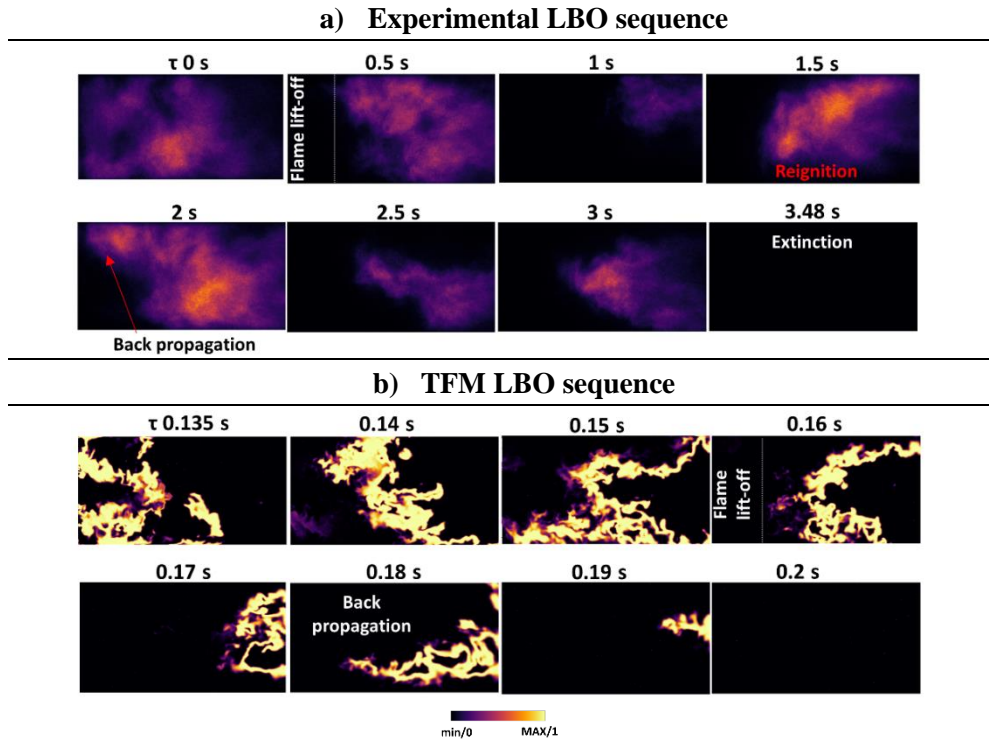 a) Experimental LBO sequence
τ 0 s 0.5 s 1 s 1.5 s
Flame lift-off
Reignition
2 s 2.5 s 3 s 3.48 s
Extinction
Back propagation
b) TFM LBO sequence
τ 0.135 s 0.14 s 0.15 s 0.16 s
Flame
lift-off
0.17 s 0.18 s 0.19 s 0.2 s
Back
propagation
min/0 MAX/1